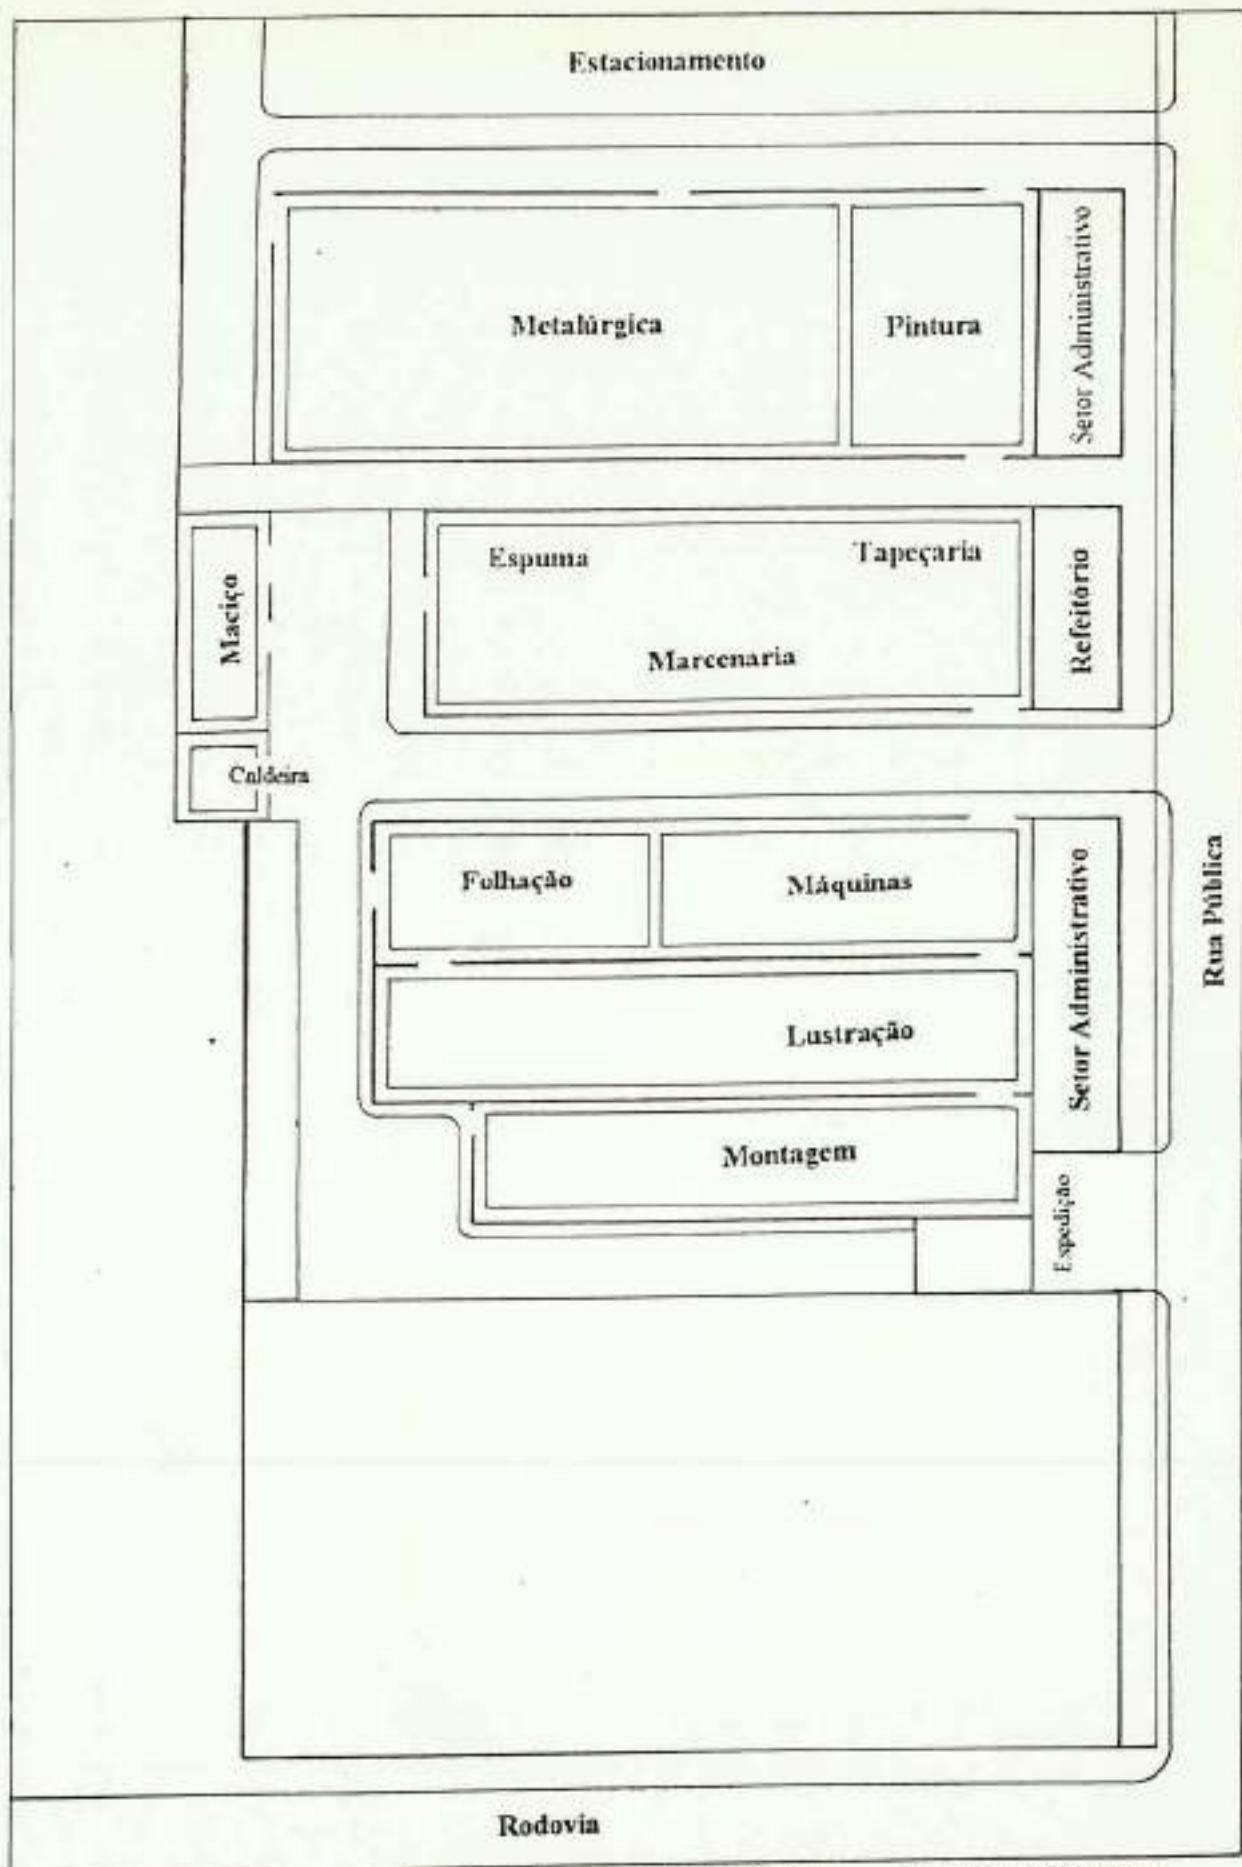 Estacionamento
Metalúrgica
Pintura
Setor Administrativo
Maciço
Espuma
Tapeçaria
Marcenaria
Refeitório
Caldeira
Folhação
Máquinas
Lustração
Montagem
Setor Administrativo
Expedição
Rua Pública
Rodovia